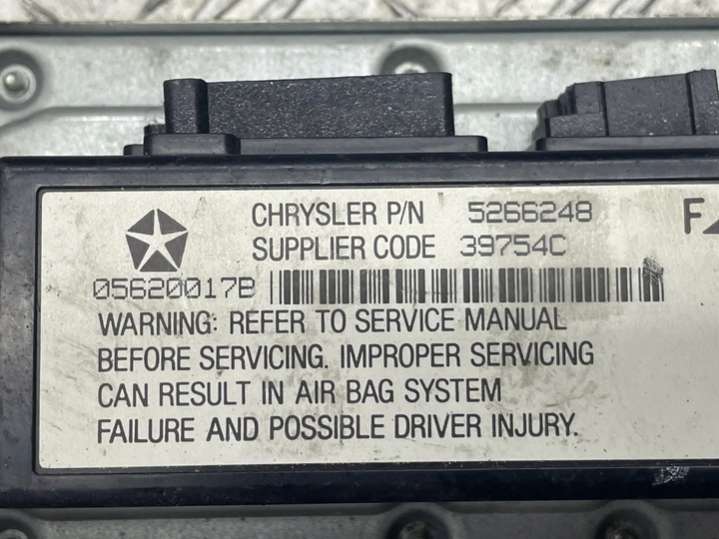 CHRYSLER P/N 5266248
SUPPLIER CODE 39754C
05620017B
WARNING: REFER TO SERVICE MANUAL
BEFORE SERVICING. IMPROPER SERVICING
CAN RESULT IN AIR BAG SYSTEM
FAILURE AND POSSIBLE DRIVER INJURY.